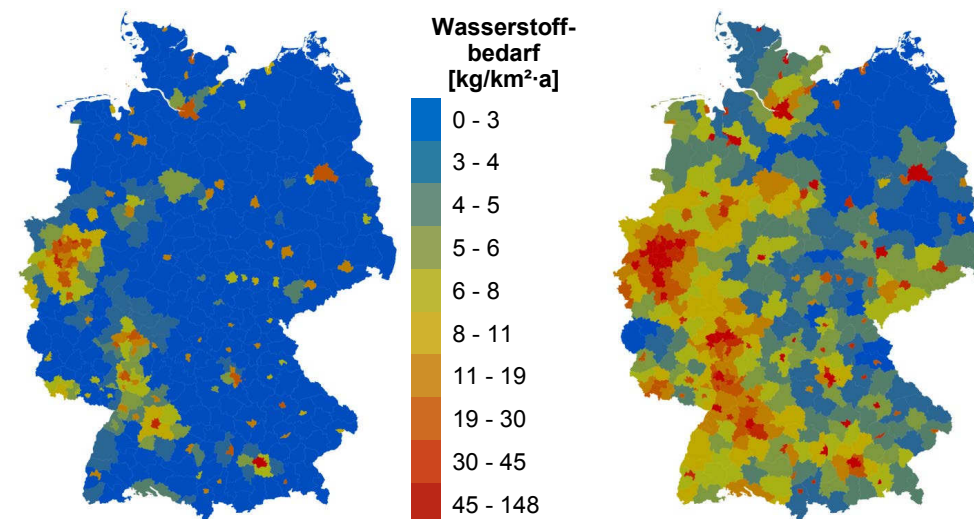 Wasserstoff-
bedarf
[kg/km²·a]
0 - 3
3 - 4
4 - 5
5 - 6
6 - 8
8 - 11
11 - 19
19 - 30
30 - 45
45 - 148